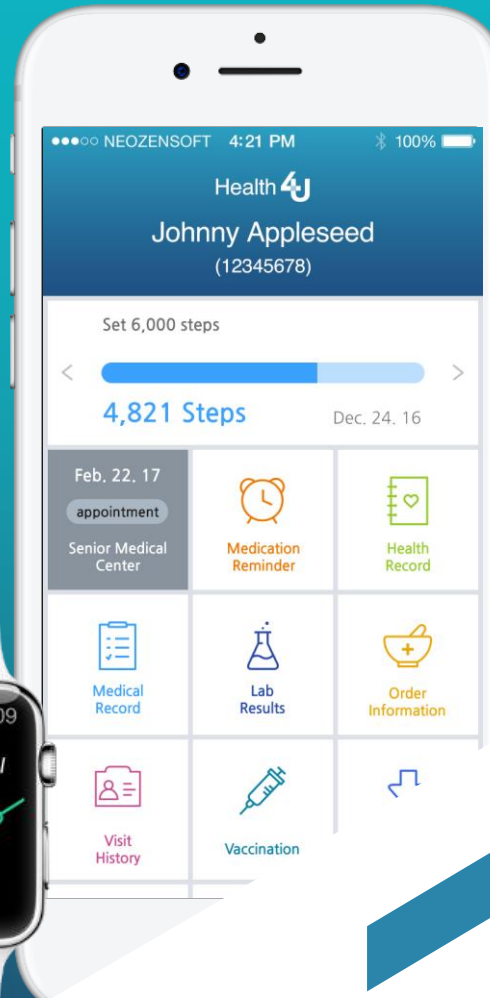 NEOZENSOFT 4:21 PM 100%
Health 4U
Johnny Appleseed
(12345678)
Set 6,000 steps
< >
4,821 Steps Dec. 24. 16
Feb. 22. 17
appointment
Senior Medical
Center
Medication
Reminder
Health
Record
Medical
Record
Lab
Results
Order
Information
09
Visit
History
Vaccination